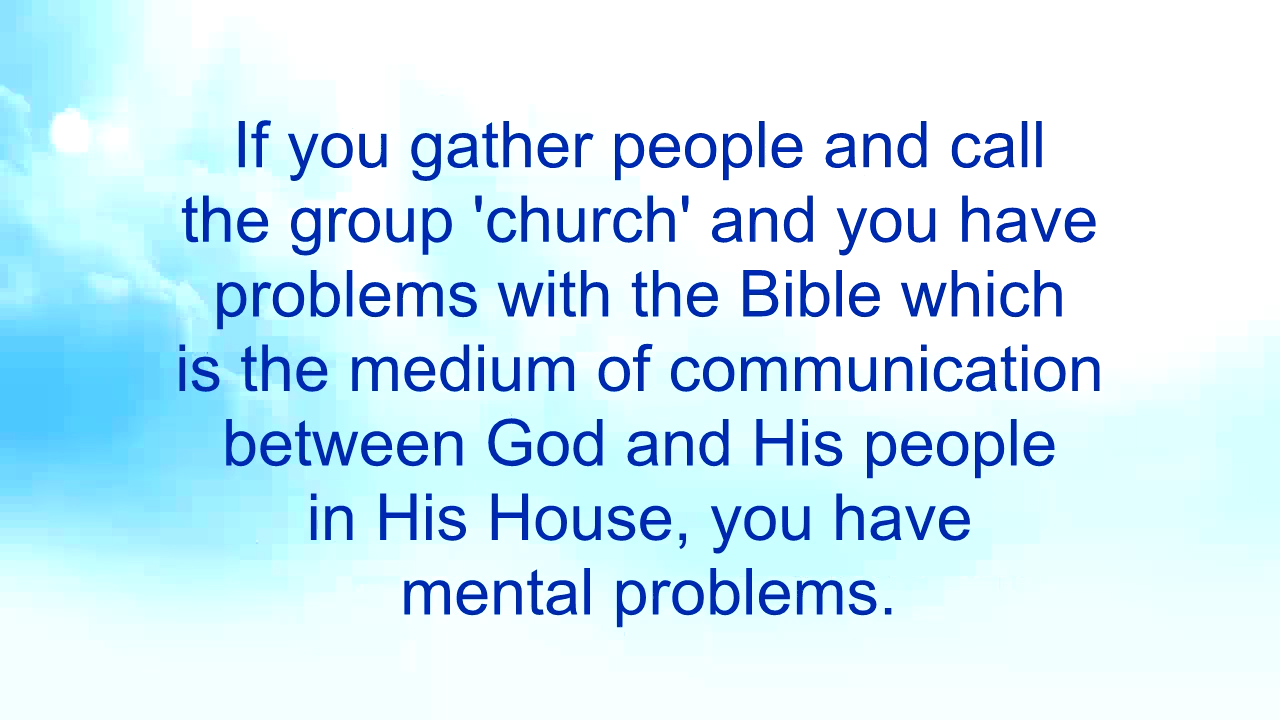 If you gather people and call
the group 'church' and you have
problems with the Bible which
is the medium of communication
between God and His people
in His House, you have
mental problems.